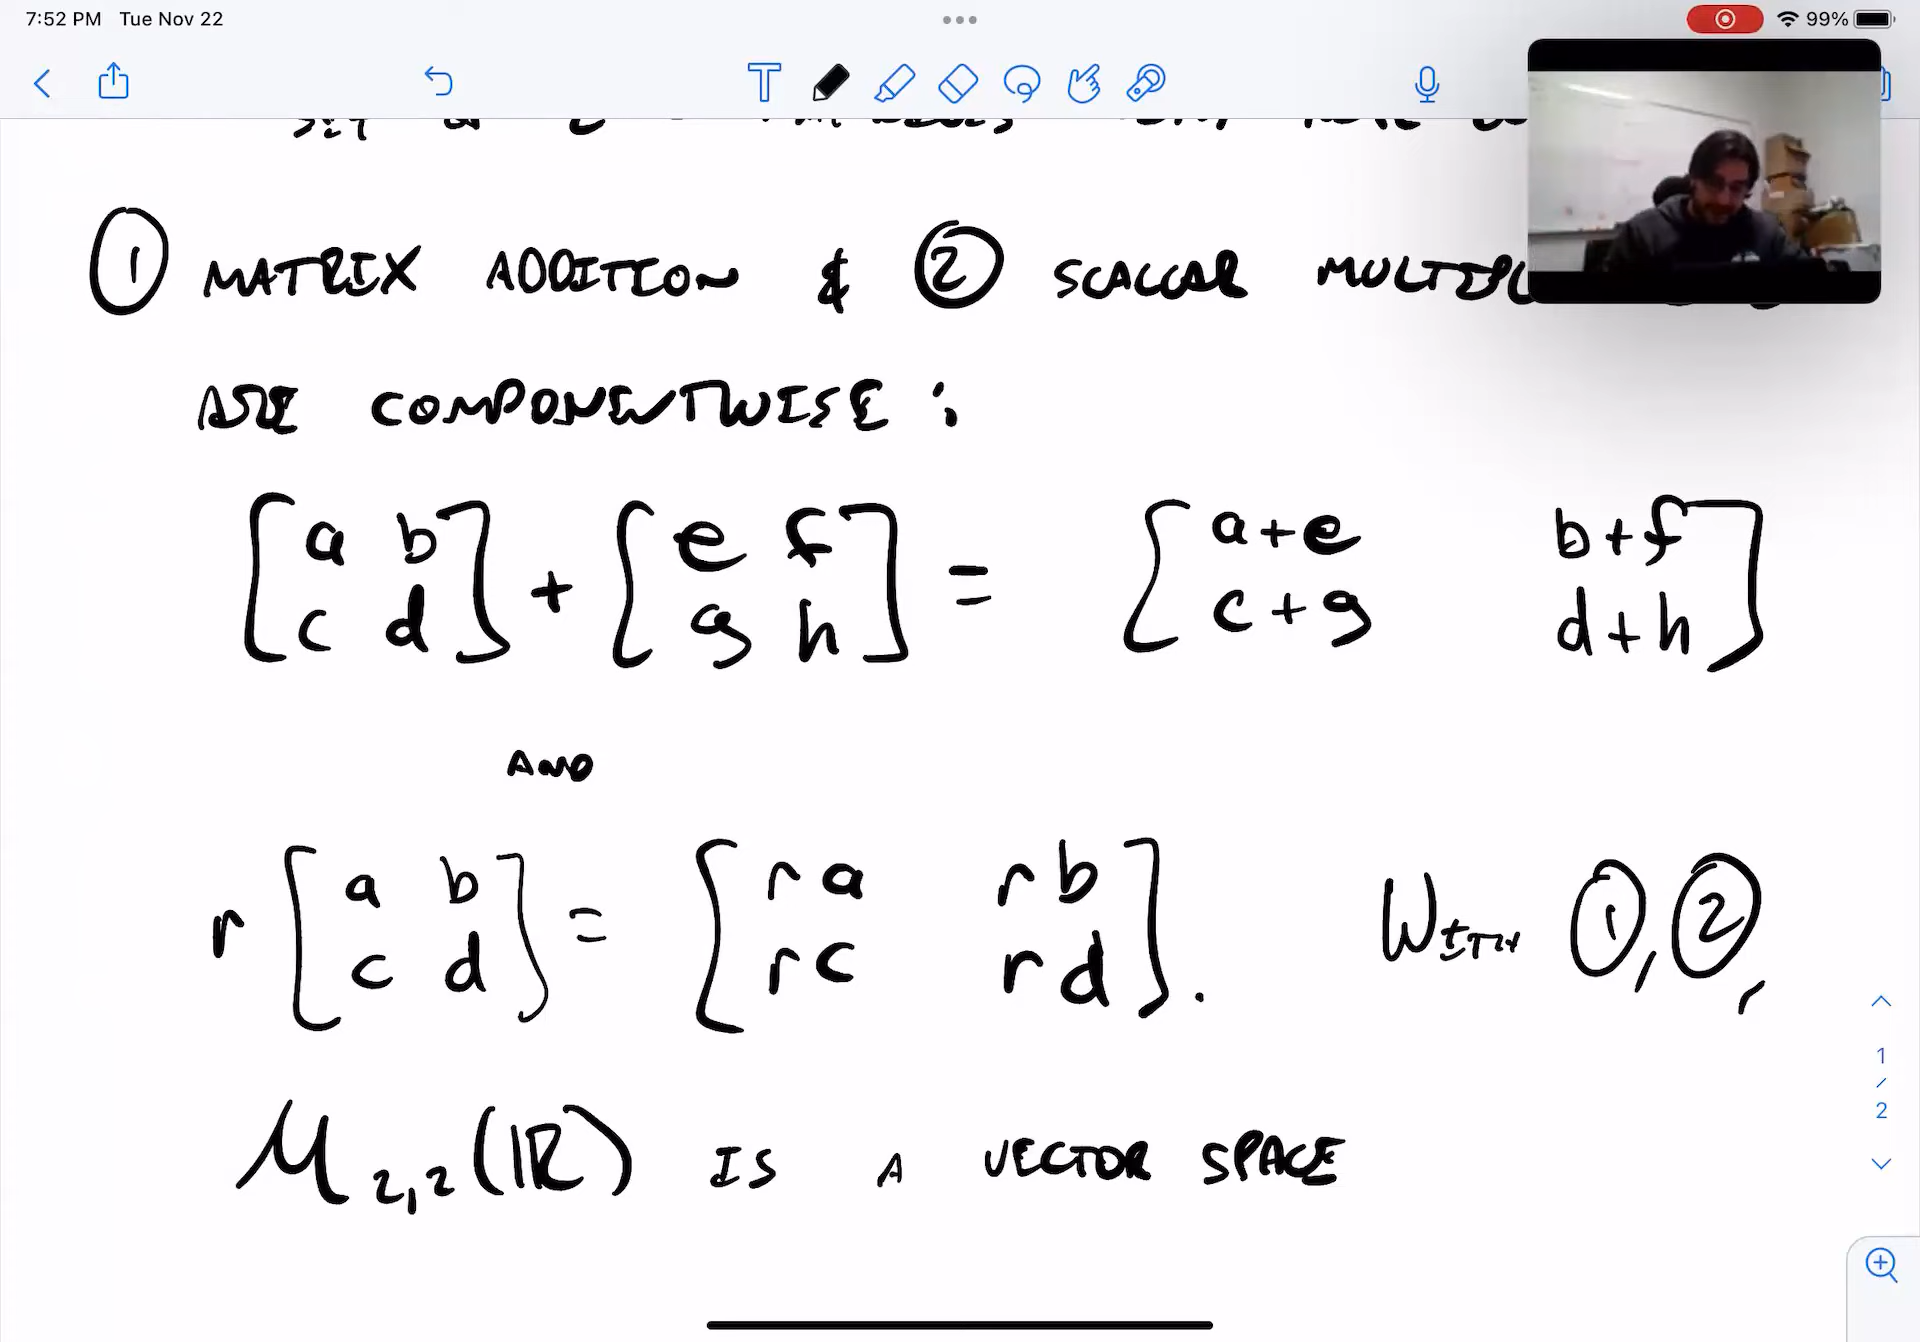 7:52 PM Tue Nov 22
99%
① MATRIX ADDITION & ② SCALLAR MULTIPL
ARE COMPONENTWISE:
[a b; c d] + [e f; g h] = [a+e b+f; c+g d+h]
AND
r [a b; c d] = [ra rb; rc rd]. WITH ①, ②,
M2,2(ℝ) IS A VECTOR SPACE
1
/
2